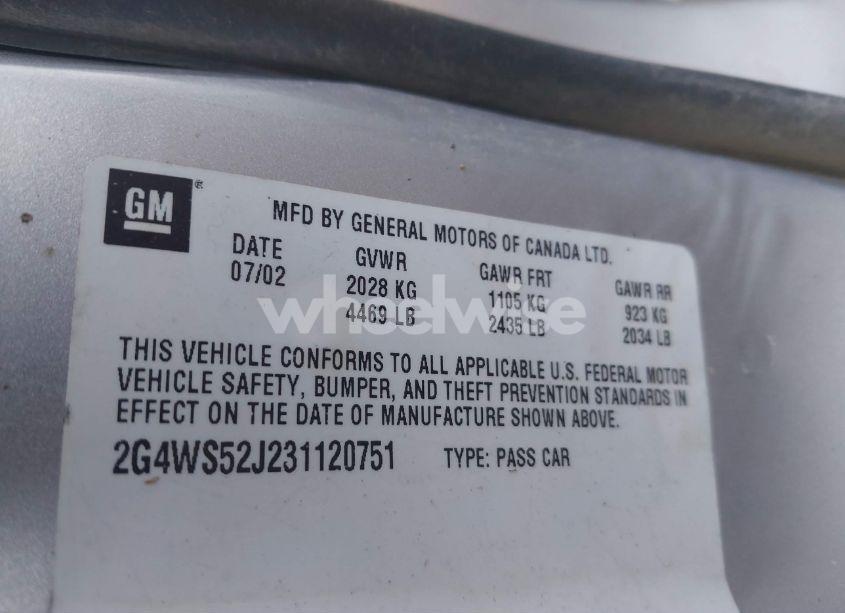 GM®
MFD BY GENERAL MOTORS OF CANADA LTD.
DATE GVWR GAWR FRT GAWR RR
07/02 2028 KG 1105 KG 923 KG
4469 LB 2435 LB 2034 LB
wheelwise
THIS VEHICLE CONFORMS TO ALL APPLICABLE U.S. FEDERAL MOTOR
VEHICLE SAFETY, BUMPER, AND THEFT PREVENTION STANDARDS IN
EFFECT ON THE DATE OF MANUFACTURE SHOWN ABOVE.
2G4WS52J231120751 TYPE: PASS CAR